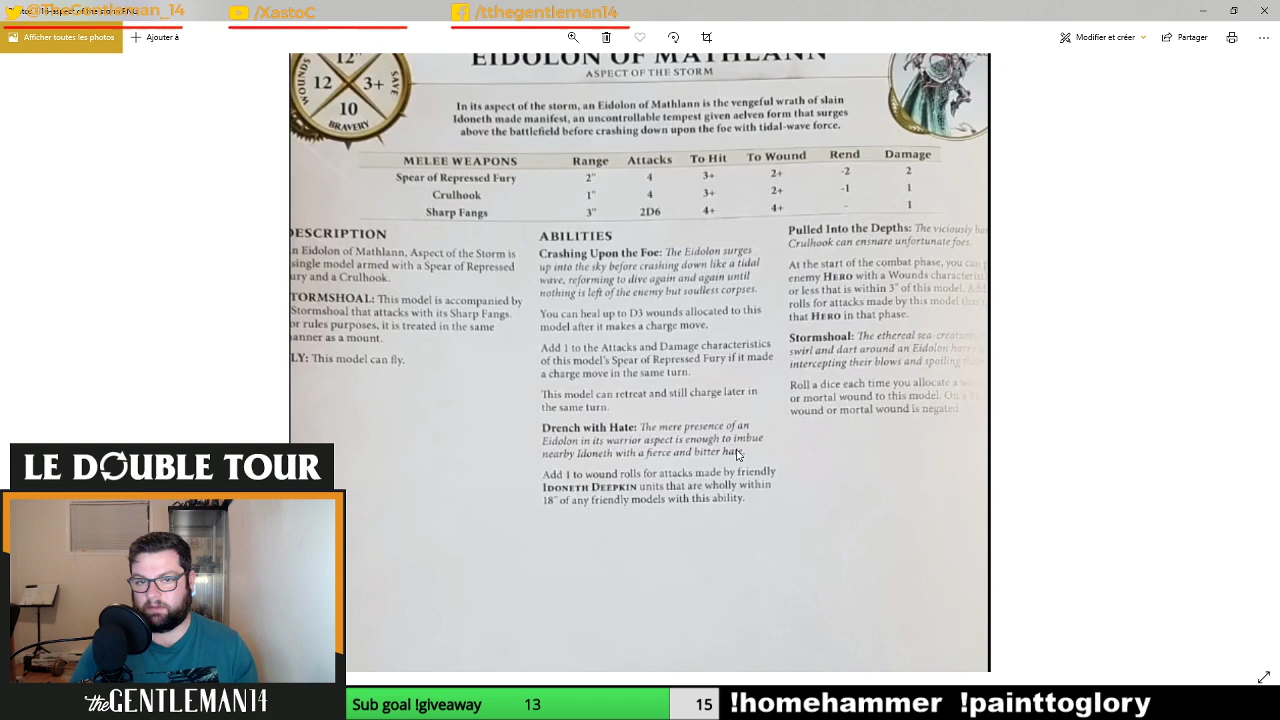 @TheGentleman_14
/XastoC
/tthegentleman14
Afficher toutes les photos
Ajouter à
Modifier et créer
Partager
EIDOLON OF MATHLANN
ASPECT OF THE STORM
12"
WOUNDS
12
3+
SAVE
10
BRAVERY
In its aspect of the storm, an Eidolon of Mathlann is the vengeful wrath of slain
Idoneth made manifest, an uncontrollable tempest given aelven form that surges
above the battlefield before crashing down upon the foe with tidal-wave force.
MELEE WEAPONS Range Attacks To Hit To Wound Rend Damage
Spear of Repressed Fury 2" 4 3+ 2+ -2 2
Crulhook 1" 4 3+ 2+ -1 1
Sharp Fangs 3" 2D6 4+ 4+ - 1
ESCRIPTION
n Eidolon of Mathlann, Aspect of the Storm is
single model armed with a Spear of Repressed
ury and a Crulhook.
TORMSHOAL: This model is accompanied by
Stormshoal that attacks with its Sharp Fangs.
or rules purposes, it is treated in the same
anner as a mount.
LY: This model can fly.
ABILITIES
Crashing Upon the Foe: The Eidolon surges
up into the sky before crashing down like a tidal
wave, reforming to dive again and again until
nothing is left of the enemy but soulless corpses.
You can heal up to D3 wounds allocated to this
model after it makes a charge move.
Add 1 to the Attacks and Damage characteristics
of this model's Spear of Repressed Fury if it made
a charge move in the same turn.
This model can retreat and still charge later in
the same turn.
Drench with Hate: The mere presence of an
Eidolon in its warrior aspect is enough to imbue
nearby Idoneth with a fierce and bitter hate.
Add 1 to wound rolls for attacks made by friendly
IDONETH DEEPKIN units that are wholly within
18" of any friendly models with this ability.
Pulled Into the Depths: The viciously
Crulhook can ensnare unfortunate foes.
At the start of the combat phase, you can
enemy HERO with a Wounds
or less that is within 3" of this model. Add
rolls for attacks made by this model
that HERO in that phase.
Stormshoal: The ethereal sea-creatures
swirl and dart around an Eidolon
intercepting their blows and spoiling
Roll a dice each time you allocate a
or mortal wound to this model. On a
wound or mortal wound is negated.
LE DOUBLE TOUR
theGENTLEMAN14
Sub goal !giveaway 13 15
!homehammer !painttoglory